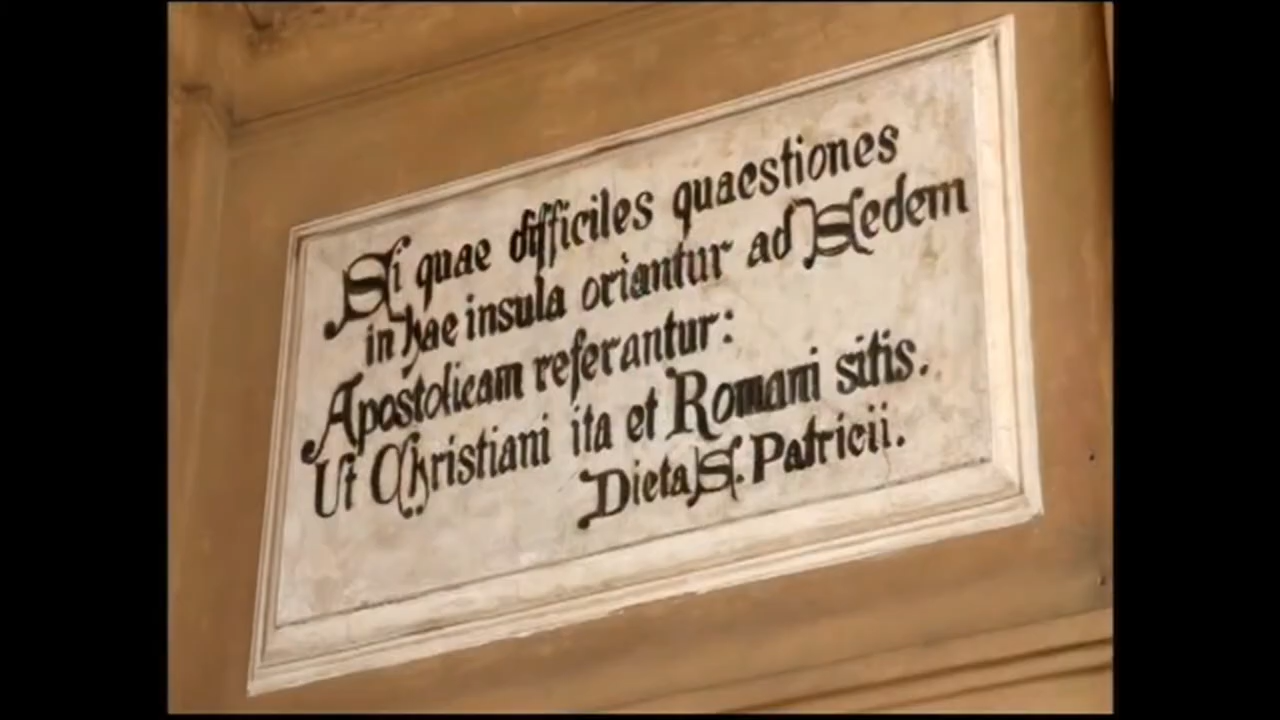 Si quae difficiles quaestiones
in hac insula oriantur ad Sedem
Apostolicam referantur:
Ut Christiani ita et Romani sitis.
Dicta S. Patricii.